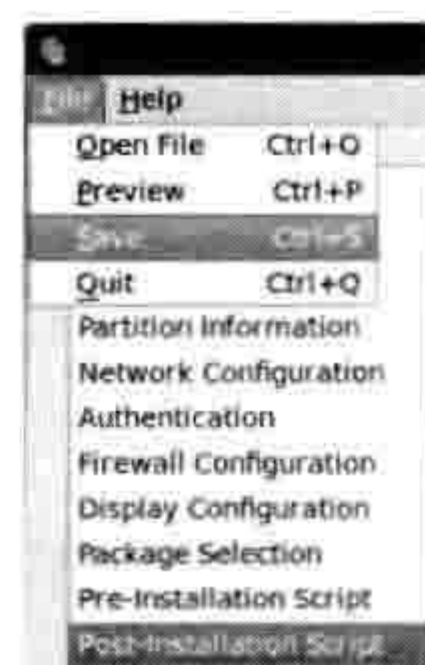 File Help
Open File Ctrl+O
Preview Ctrl+P
Save Ctrl+S
Quit Ctrl+Q
Partition Information
Network Configuration
Authentication
Firewall Configuration
Display Configuration
Package Selection
Pre-Installation Script
Post-Installation Script